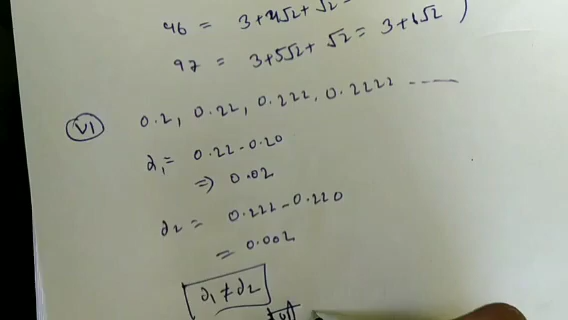 a6 = 3+4√2+√2=
a7 = 3+5√2+√2=3+6√2)
(VI) 0.2, 0.22, 0.222, 0.2222 ------
d1= 0.22-0.20
=> 0.02
d2= 0.222-0.220
= 0.002
d1≠d2